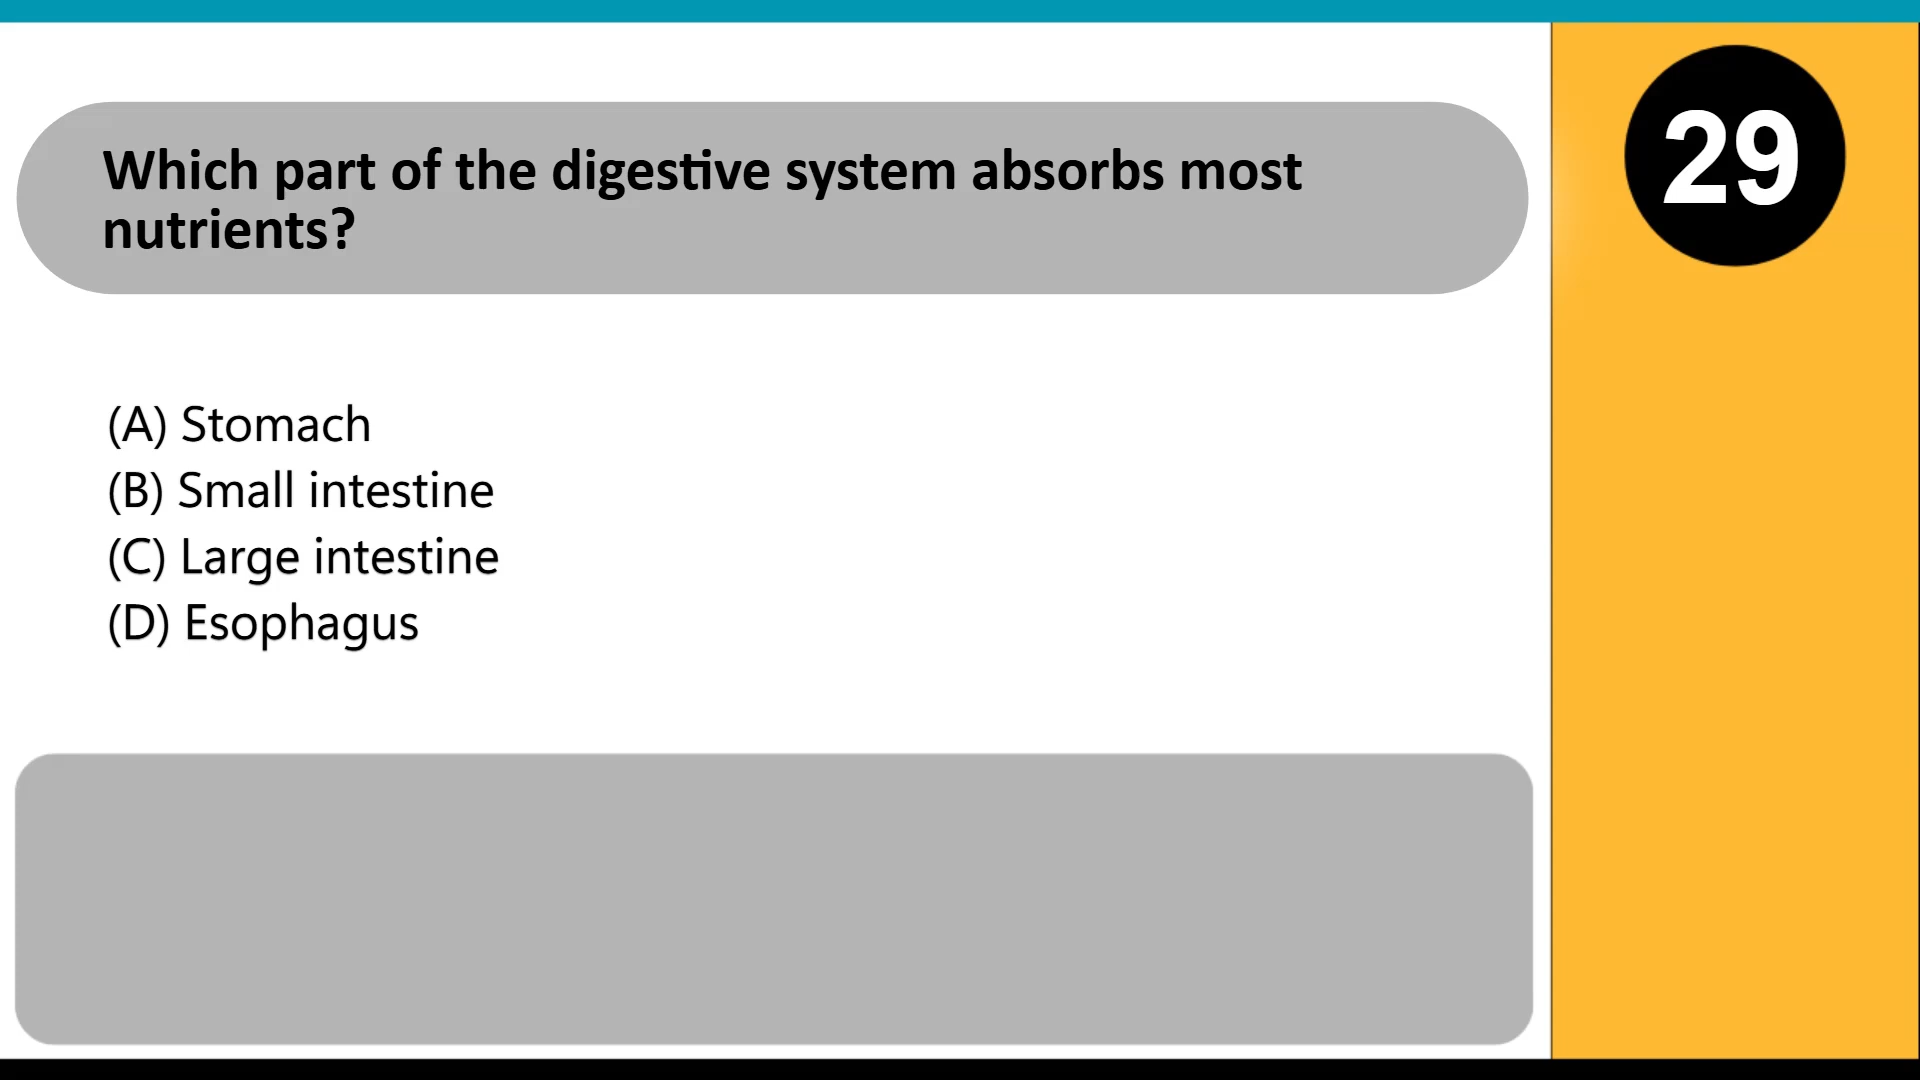 Which part of the digestive system absorbs most
nutrients?
29
(A) Stomach
(B) Small intestine
(C) Large intestine
(D) Esophagus